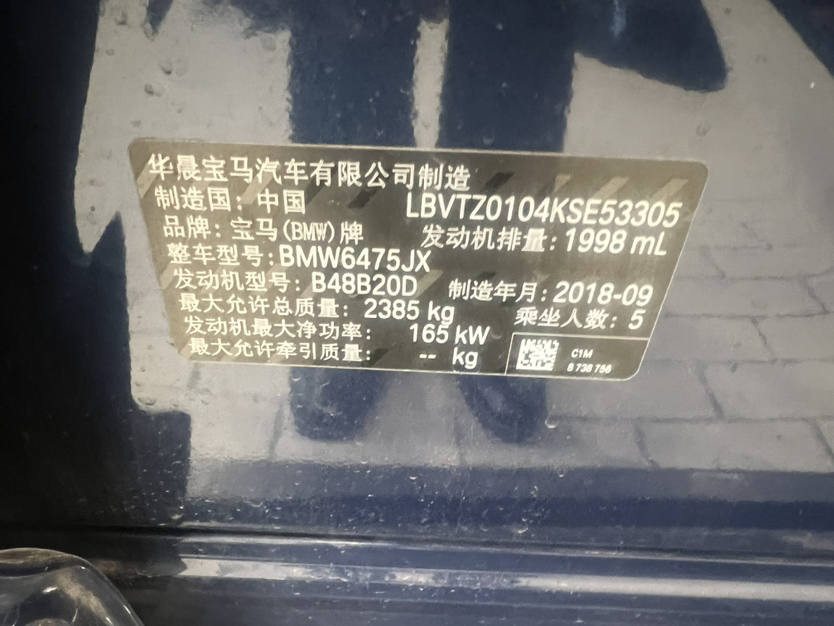 华晨宝马汽车有限公司制造
制造国：中国 LBVTZ0104KSE53305
品牌：宝马(BMW)牌 发动机排量：1998 mL
整车型号：BMW6475JX
发动机型号：B48B20D 制造年月：2018-09
最大允许总质量：2385 kg 乘坐人数：5
发动机最大净功率：165 kW
最大允许牵引质量：-- kg
C1M
8 738 756